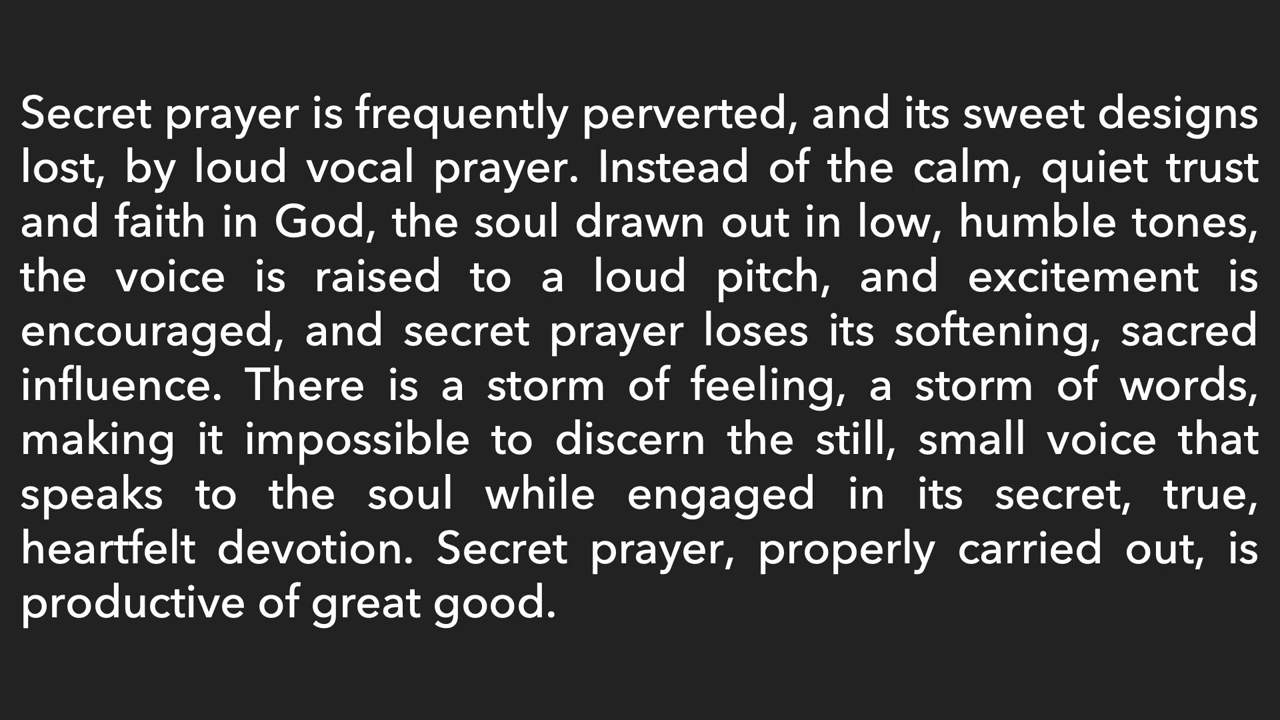 Secret prayer is frequently perverted, and its sweet designs
lost, by loud vocal prayer. Instead of the calm, quiet trust
and faith in God, the soul drawn out in low, humble tones,
the voice is raised to a loud pitch, and excitement is
encouraged, and secret prayer loses its softening, sacred
influence. There is a storm of feeling, a storm of words,
making it impossible to discern the still, small voice that
speaks to the soul while engaged in its secret, true,
heartfelt devotion. Secret prayer, properly carried out, is
productive of great good.